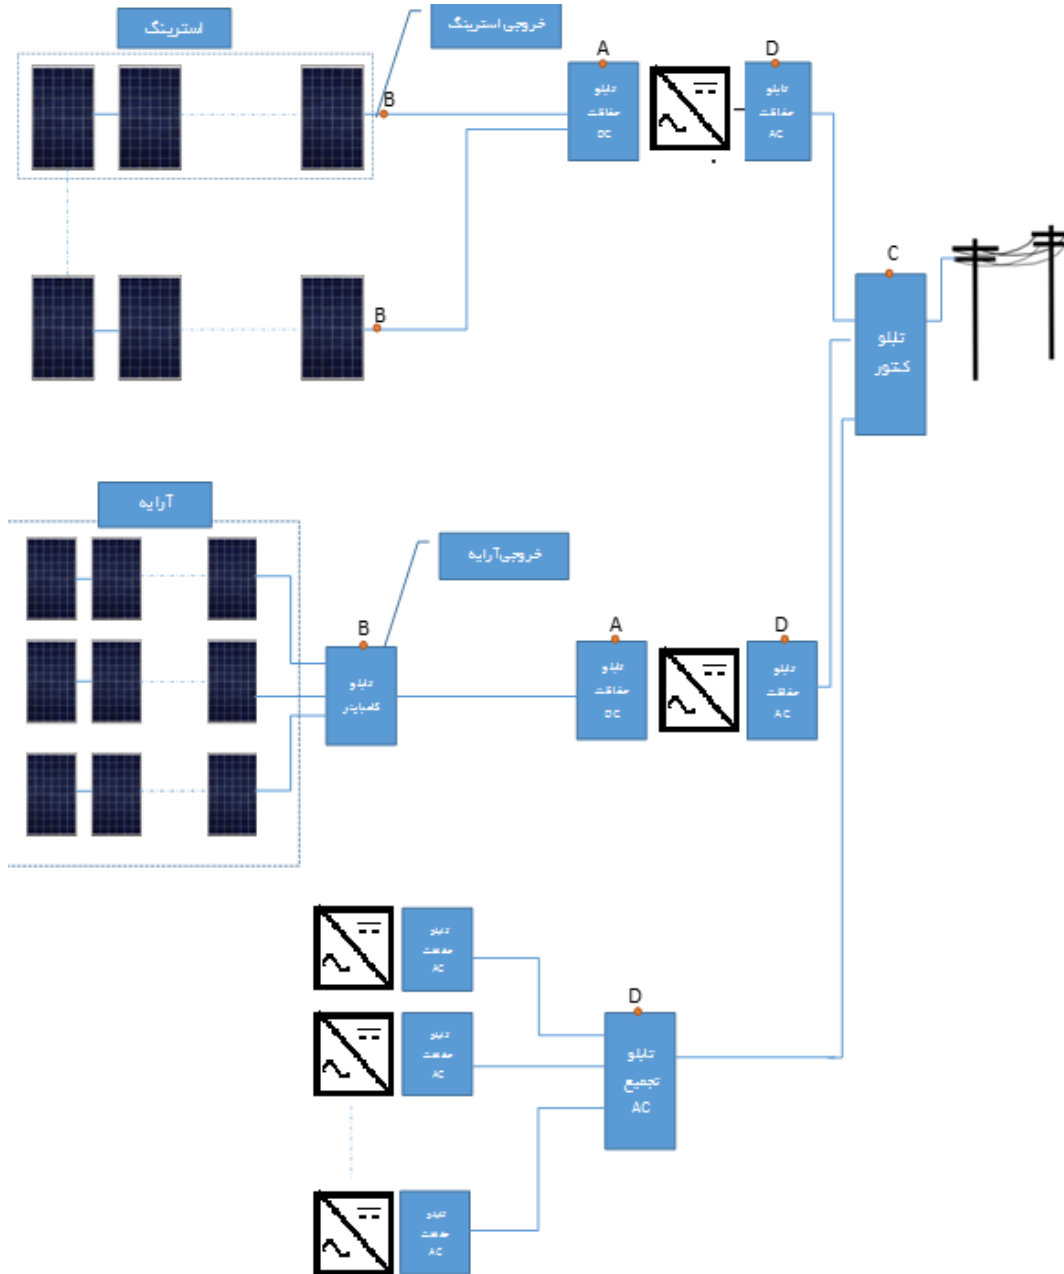 استرینگ
خروجی استرینگ
A
D
B
تابلو
حفاظت
DC
تابلو
حفاظت
AC
C
B
تابلو
کنتور
آرایه
خروجی‌آرایه
B
A
D
تابلو
کامباینر
تابلو
حفاظت
DC
تابلو
حفاظت
AC
تابلو
حفاظت
AC
D
تابلو
حفاظت
AC
تابلو
تجمیع
AC
تابلو
حفاظت
AC